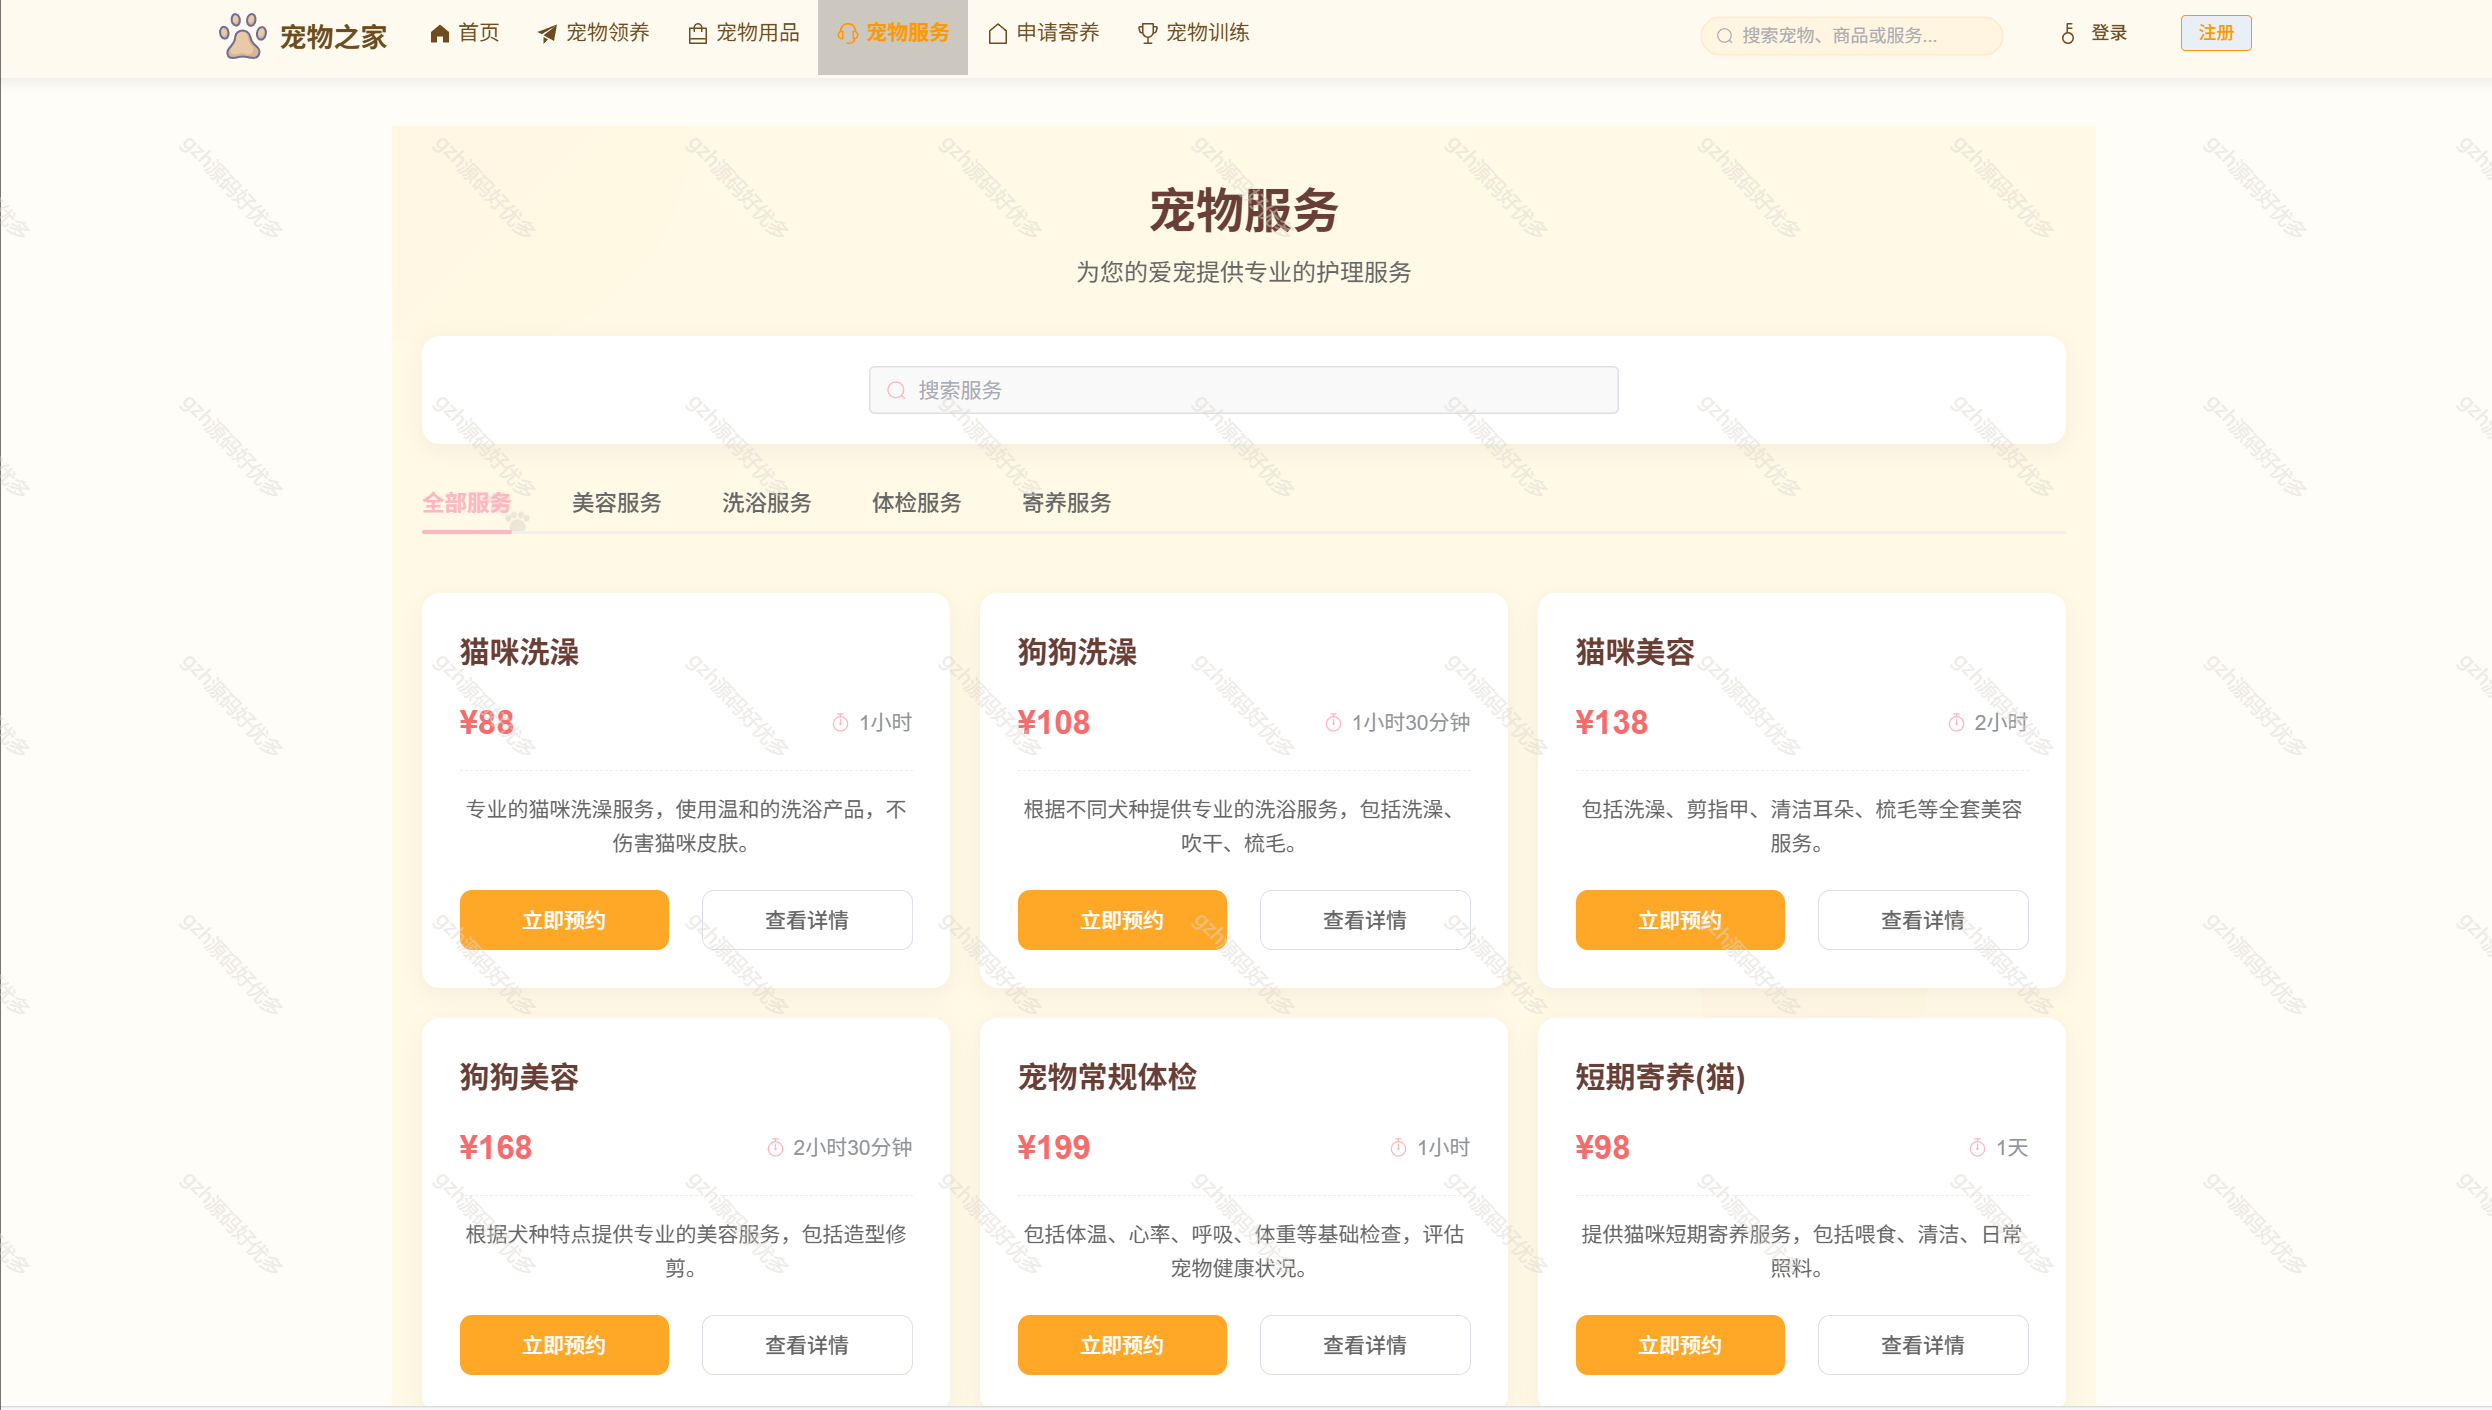 宠物之家
首页
宠物领养
宠物用品
宠物服务
申请寄养
宠物训练
搜索宠物、商品或服务...
登录
注册
宠物服务
为您的爱宠提供专业的护理服务
搜索服务
全部服务
美容服务
洗浴服务
体检服务
寄养服务
猫咪洗澡
¥88
1小时
专业的猫咪洗澡服务，使用温和的洗浴产品，不
伤害猫咪皮肤。
立即预约
查看详情
狗狗洗澡
¥108
1小时30分钟
根据不同犬种提供专业的洗浴服务，包括洗澡、
吹干、梳毛。
立即预约
查看详情
猫咪美容
¥138
2小时
包括洗澡、剪指甲、清洁耳朵、梳毛等全套美容
服务。
立即预约
查看详情
狗狗美容
¥168
2小时30分钟
根据犬种特点提供专业的美容服务，包括造型修
剪。
立即预约
查看详情
宠物常规体检
¥199
1小时
包括体温、心率、呼吸、体重等基础检查，评估
宠物健康状况。
立即预约
查看详情
短期寄养(猫)
¥98
1天
提供猫咪短期寄养服务，包括喂食、清洁、日常
照料。
立即预约
查看详情
gzh源码好优多